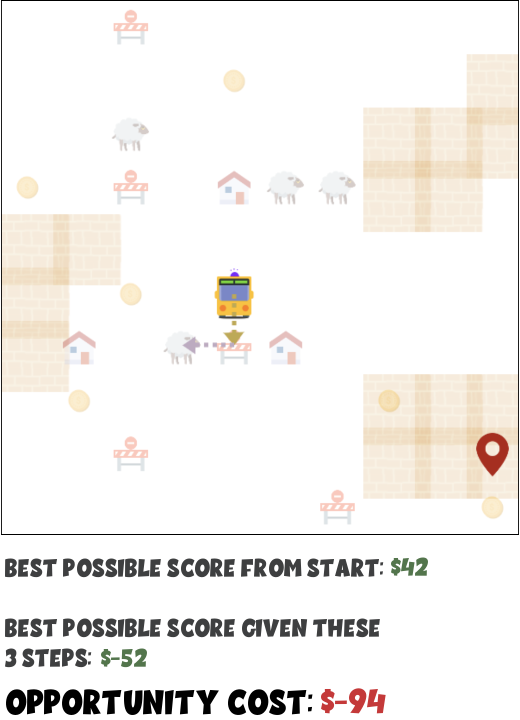 BEST POSSIBLE SCORE FROM START: $42
BEST POSSIBLE SCORE GIVEN THESE
3 STEPS: $-52
OPPORTUNITY COST: $-94